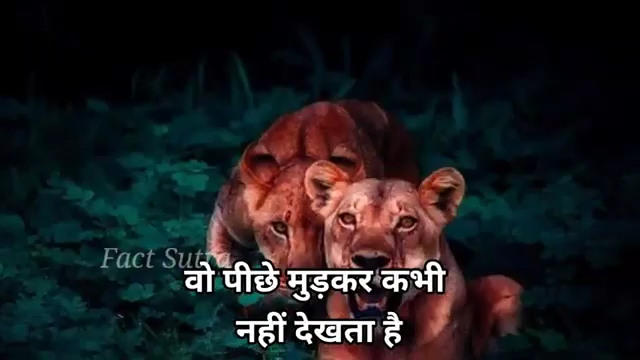 Fact Sutra
वो पीछे मुड़कर कभी
नहीं देखता है